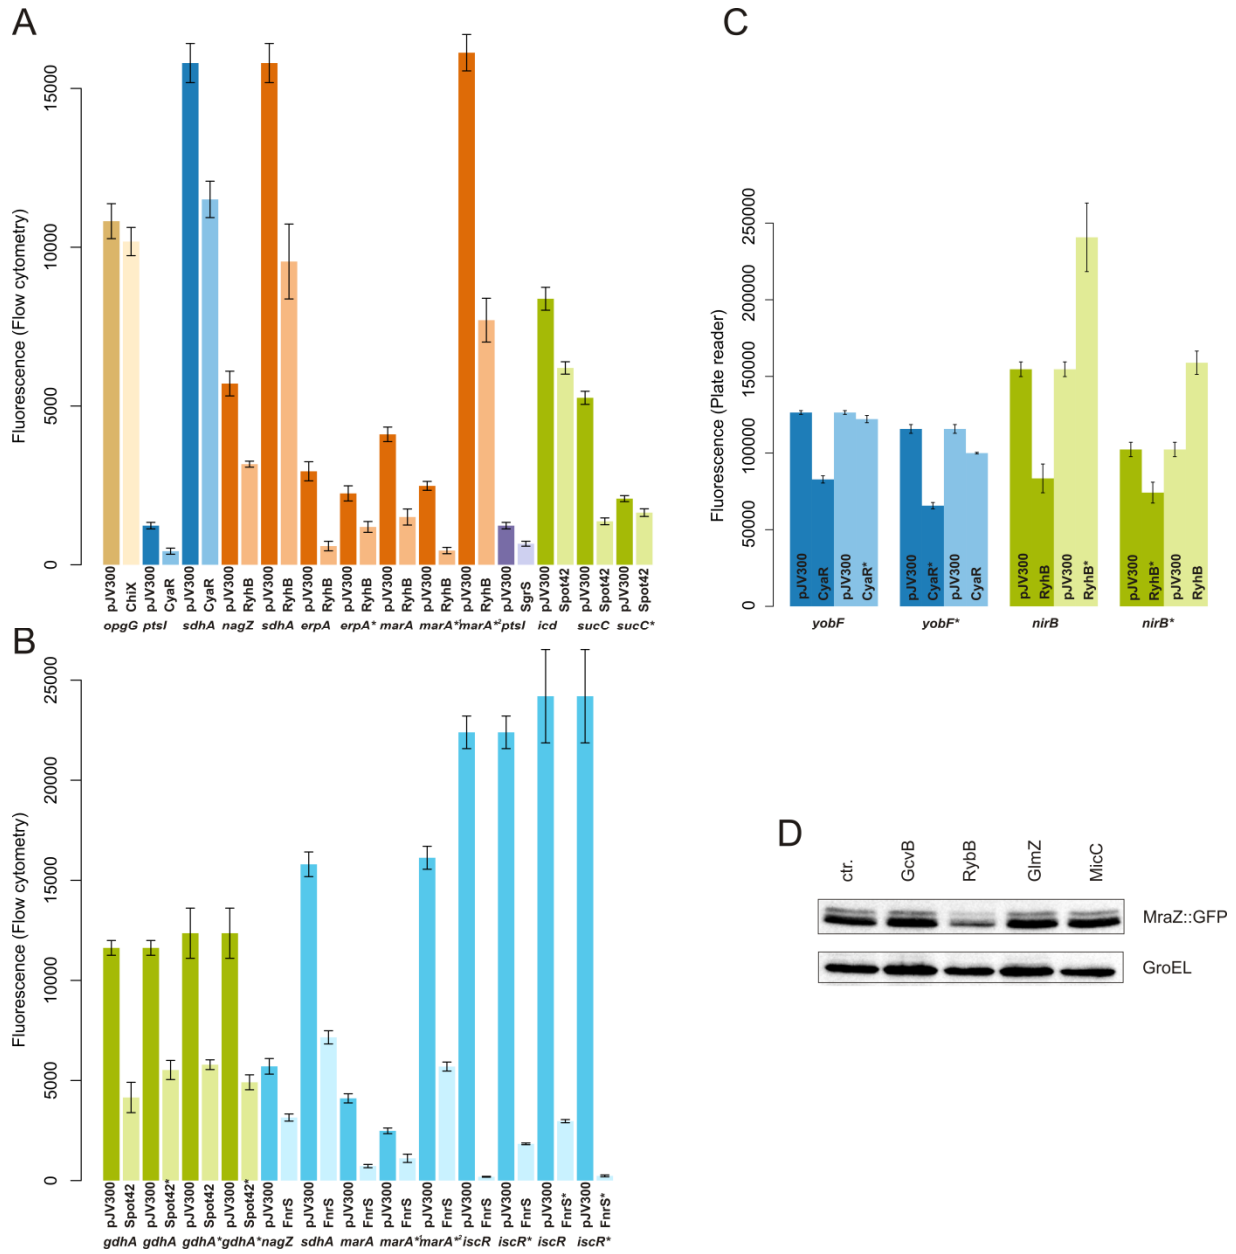 A
Fluorescence (Flow cytometry)
15000
10000
5000
0
pJV300 ChiX pJV300 CyaR pJV300 CyaR pJV300 RyhB pJV300 RyhB pJV300 RyhB pJV300 RyhB pJV300 RyhB pJV300 RyhB pJV300 RyhB pJV300 SgrS pJV300 Spot42 pJV300 Spot42 pJV300 Spot42
opgG ptsI sdhA nagZ sdhA erpA erpA* marA marA*¹ marA*² ptsI icd sucC sucC*
B
Fluorescence (Flow cytometry)
25000
20000
15000
10000
5000
0
pJV300 Spot42 pJV300 Spot42* pJV300 Spot42 pJV300 Spot42* pJV300 FnrS pJV300 FnrS pJV300 FnrS pJV300 FnrS pJV300 FnrS pJV300 FnrS pJV300 FnrS pJV300 FnrS* pJV300 FnrS*
gdhA gdhA gdhA* gdhA* nagZ sdhA marA marA*¹ marA*² iscR iscR* iscR iscR*
C
Fluorescence (Plate reader)
250000
200000
150000
100000
50000
0
pJV300 CyaR pJV300 CyaR* pJV300 CyaR* pJV300 CyaR pJV300 RyhB pJV300 RyhB* pJV300 RyhB* pJV300 RyhB
yobF yobF* nirB nirB*
D
ctr. GcvB RybB GlmZ MicC
MraZ::GFP
GroEL